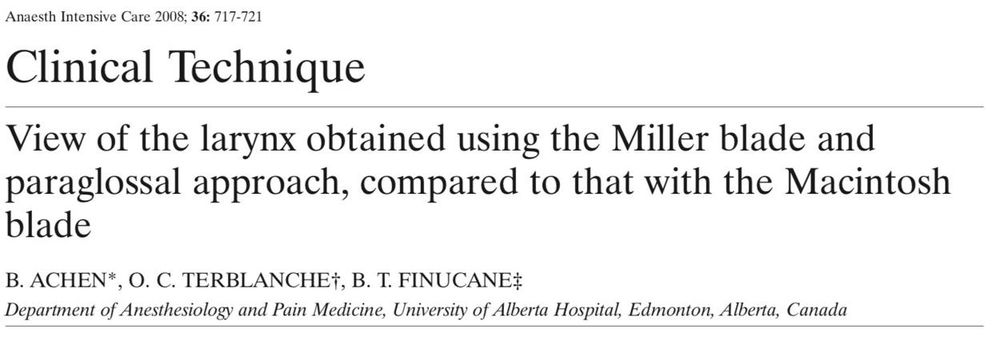 Anaesth Intensive Care 2008; 36: 717-721
Clinical Technique
View of the larynx obtained using the Miller blade and
paraglossal approach, compared to that with the Macintosh
blade
B. ACHEN*, O. C. TERBLANCHE†, B. T. FINUCANE‡
Department of Anesthesiology and Pain Medicine, University of Alberta Hospital, Edmonton, Alberta, Canada